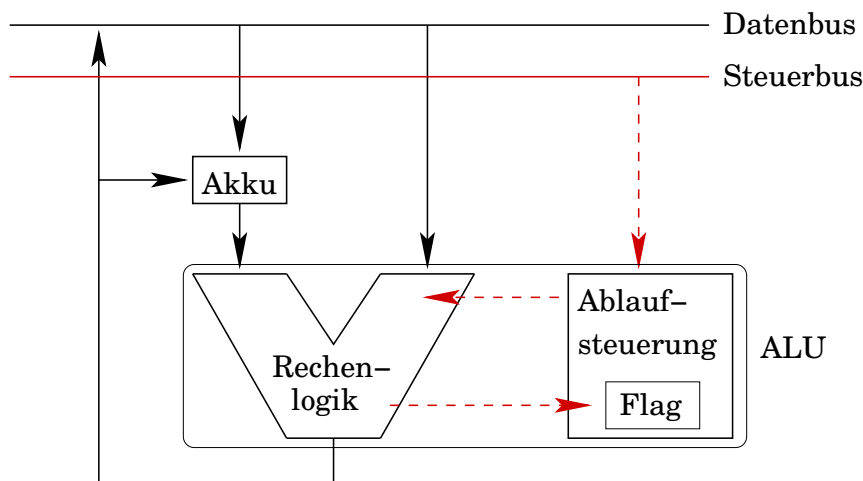 Datenbus
Steuerbus
Akku
Ablauf–
steuerung
ALU
Rechen–
logik
Flag